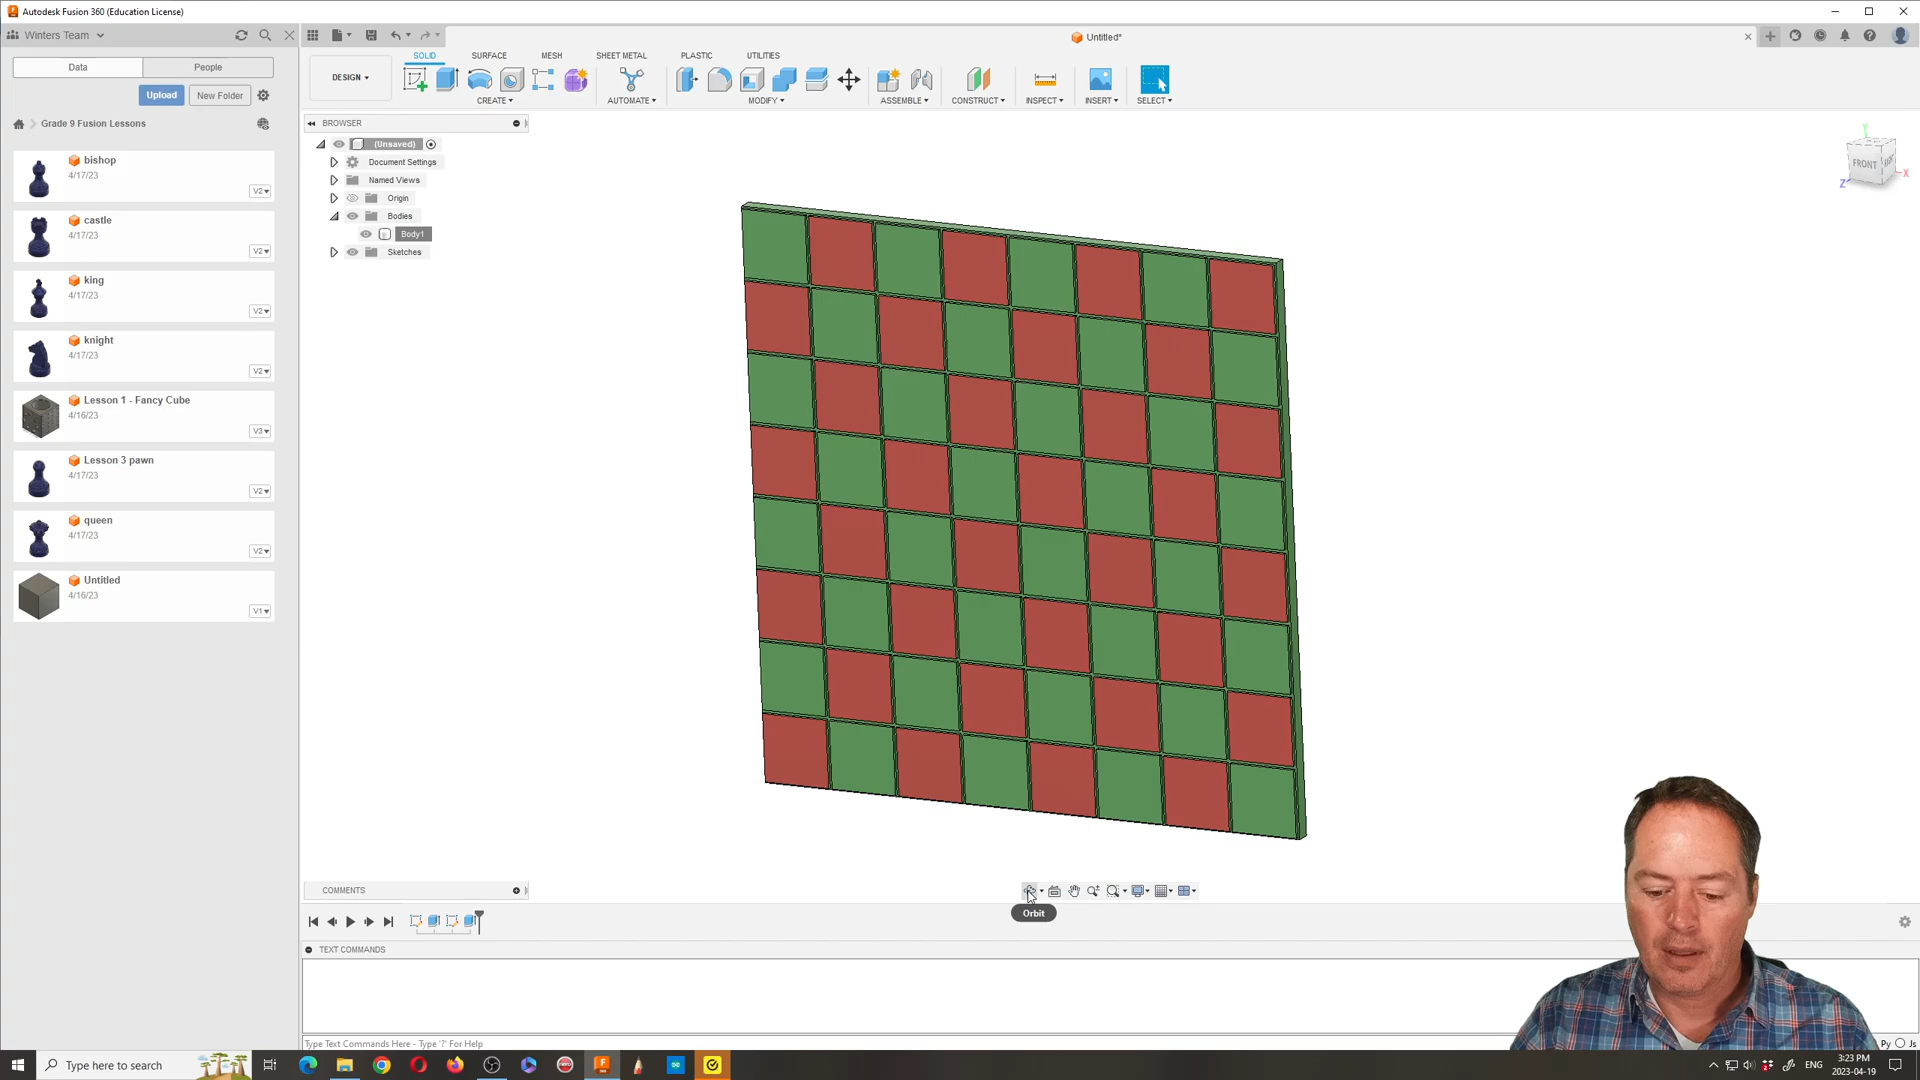 Autodesk Fusion 360 (Education License)
Winters Team
Untitled*
Data
People
Upload
New Folder
Grade 9 Fusion Lessons
bishop
4/17/23
V2
castle
4/17/23
V2
king
4/17/23
V2
knight
4/17/23
V2
Lesson 1 - Fancy Cube
4/16/23
V3
Lesson 3 pawn
4/17/23
V2
queen
4/17/23
V2
Untitled
4/16/23
V1
SOLID
SURFACE
MESH
SHEET METAL
PLASTIC
UTILITIES
DESIGN
CREATE
AUTOMATE
MODIFY
ASSEMBLE
CONSTRUCT
INSPECT
INSERT
SELECT
BROWSER
(Unsaved)
Document Settings
Named Views
Origin
Bodies
Body1
Sketches
Y
FRONT
X
Z
COMMENTS
Orbit
TEXT COMMANDS
Type Text Commands Here - Type '?' For Help
Py
Js
Type here to search
ENG
3:23 PM
2023-04-19